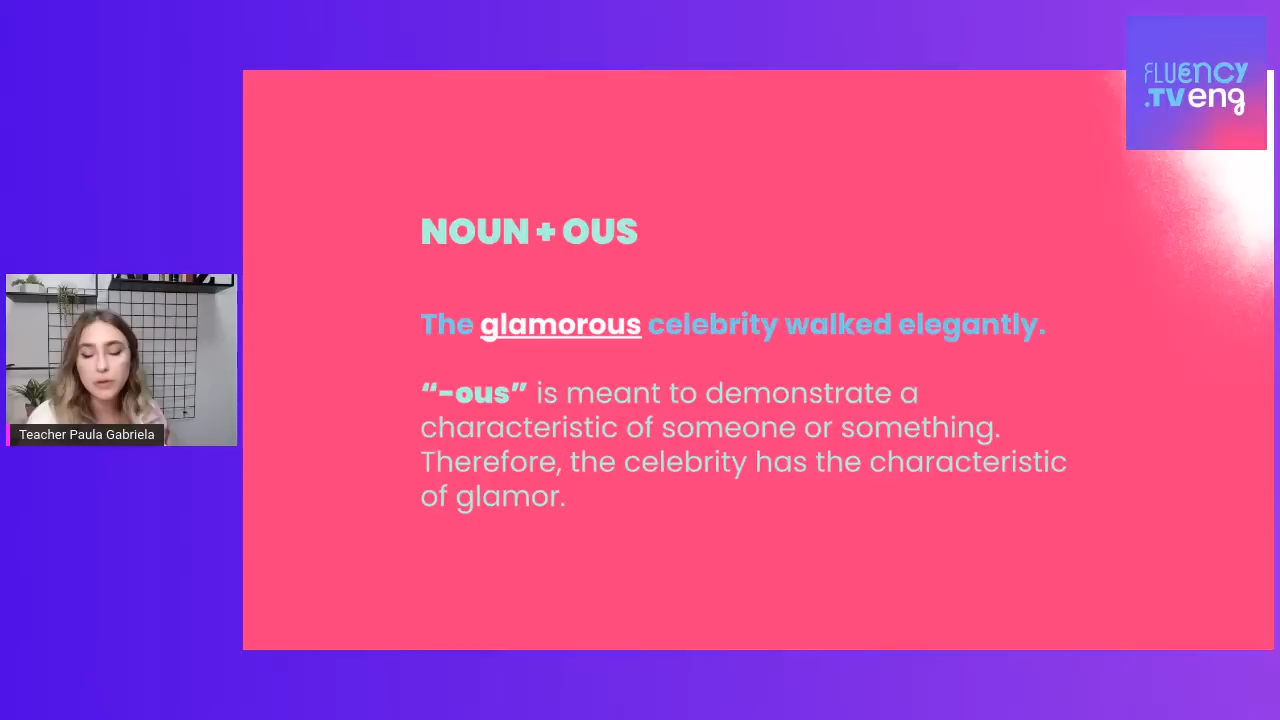 FLUENCY
.TV eng
NOUN + OUS
The glamorous celebrity walked elegantly.
“-ous” is meant to demonstrate a
characteristic of someone or something.
Therefore, the celebrity has the characteristic
of glamor.
Teacher Paula Gabriela